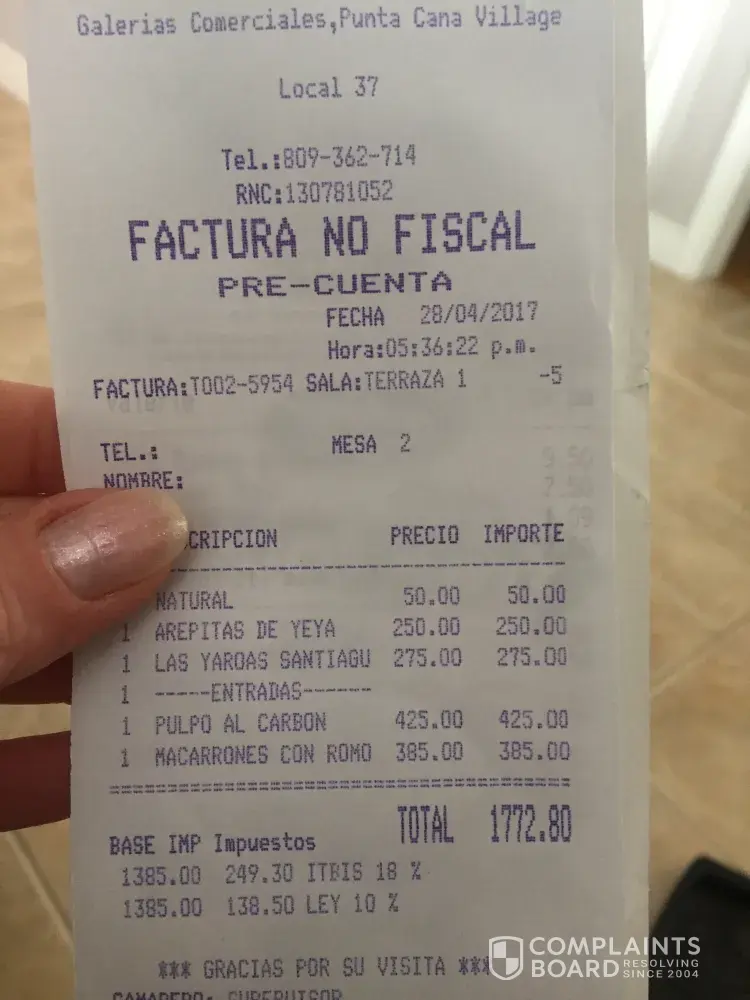 Galerias Comerciales,Punta Cana Village
Local 37
Tel.:809-362-714
RNC:130781052
FACTURA NO FISCAL
PRE-CUENTA
FECHA 28/04/2017
Hora:05:36:22 p.m.
FACTURA:T002-5954 SALA:TERRAZA 1 -5
TEL.: MESA 2
NOMBRE:
CRIPCION PRECIO IMPORTE
NATURAL 50.00 50.00
1 AREPITAS DE YEYA 250.00 250.00
1 LAS YAROAS SANTIAGU 275.00 275.00
1 ------ENTRADAS------
1 PULPO AL CARBON 425.00 425.00
1 MACARRONES CON ROMO 385.00 385.00
TOTAL 1772.80
BASE IMP Impuestos
1385.00 249.30 ITBIS 18 %
1385.00 138.50 LEY 10 %
*** GRACIAS POR SU VISITA ***
CAMARERO: SUPERVISOR
COMPLAINTS
BOARD RESOLVING
SINCE 2004